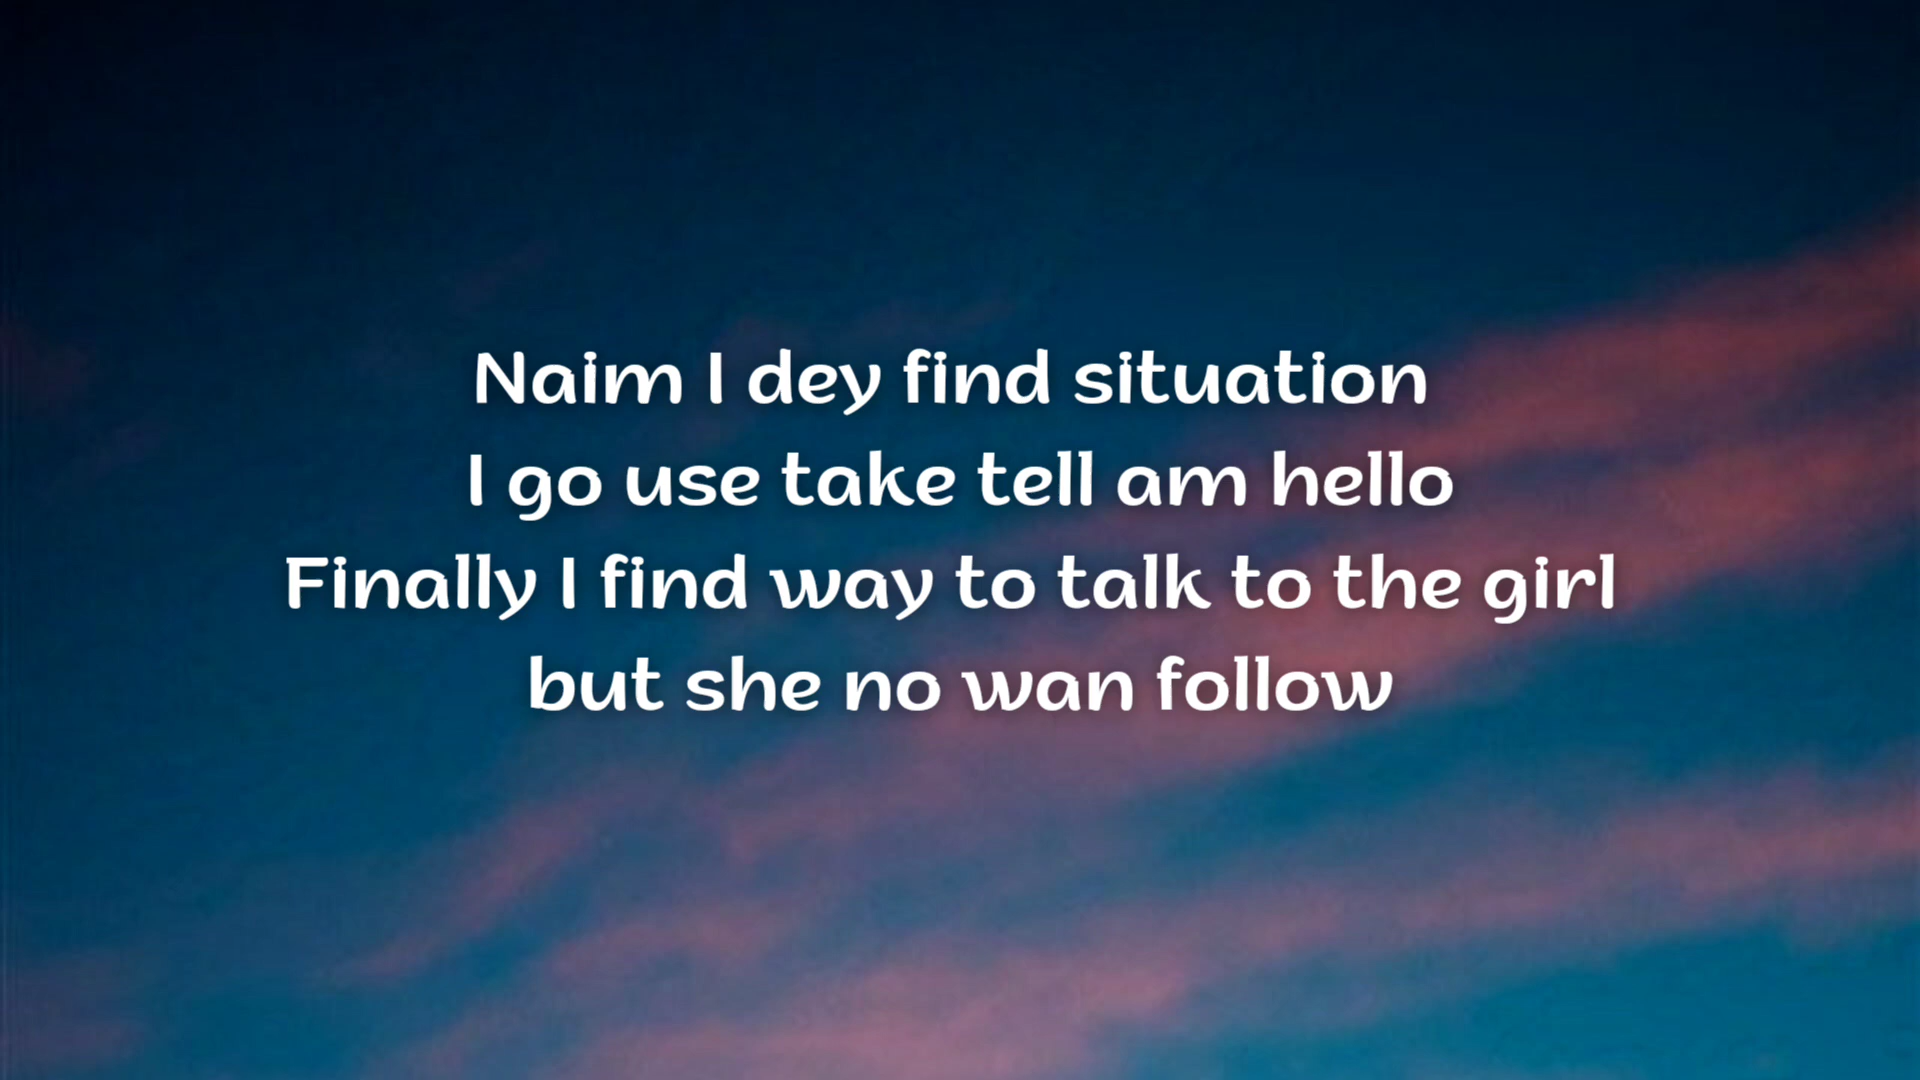 Naim I dey find situation
I go use take tell am hello
Finally I find way to talk to the girl
but she no wan follow